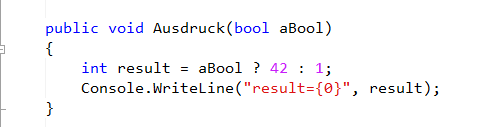 public void Ausdruck(bool aBool)
{
    int result = aBool ? 42 : 1;
    Console.WriteLine("result={0}", result);
}